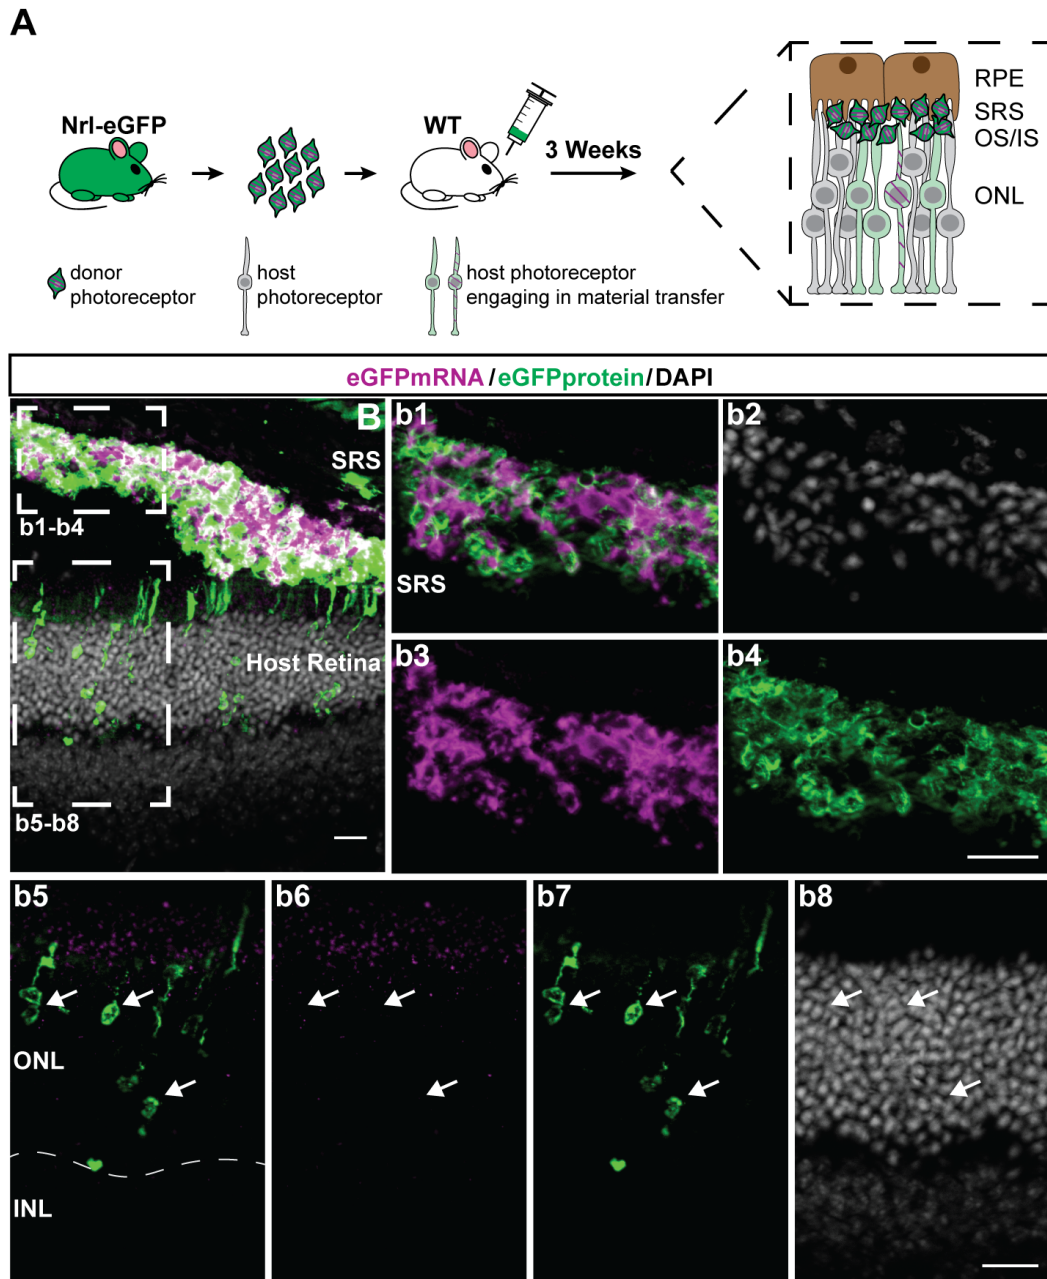 A
Nrl-eGFP
WT
3 Weeks
RPE
SRS
OS/IS
ONL
donor
photoreceptor
host
photoreceptor
host photoreceptor
engaging in material transfer
eGFPmRNA/eGFPprotein/DAPI
B
SRS
b1-b4
Host Retina
b5-b8
b1
SRS
b2
b3
b4
b5
ONL
INL
b6
b7
b8